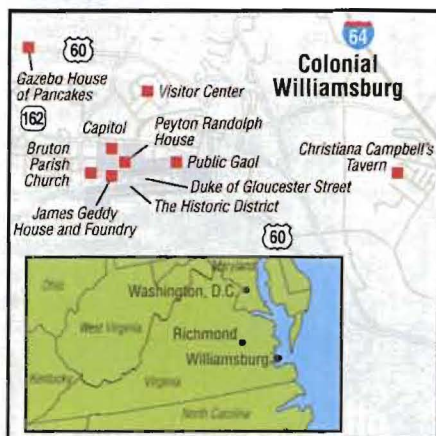 64
60
Colonial
Williamsburg
Gazebo House
of Pancakes
Visitor Center
162
Capitol
Peyton Randolph
House
Bruton
Parish
Church
Public Gaol
Christiana Campbell's
Tavern
Duke of Gloucester Street
James Geddy
House and Foundry
The Historic District
60
Maryland
Ohio
Washington, D.C.
West Virginia
Richmond
Williamsburg
Kentucky
Virginia
North Carolina